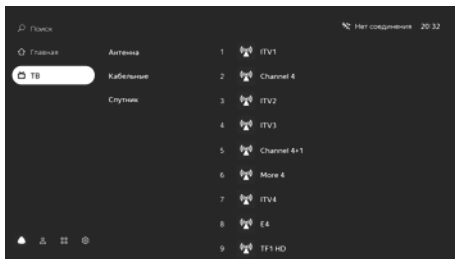 Поиск
Нет соединения 20:32
Главная
ТВ
Антенна
Кабельные
Спутник
1 ITV1
2 Channel 4
3 ITV2
4 ITV3
5 Channel 4+1
6 More 4
7 ITV4
8 E4
9 TF1 HD